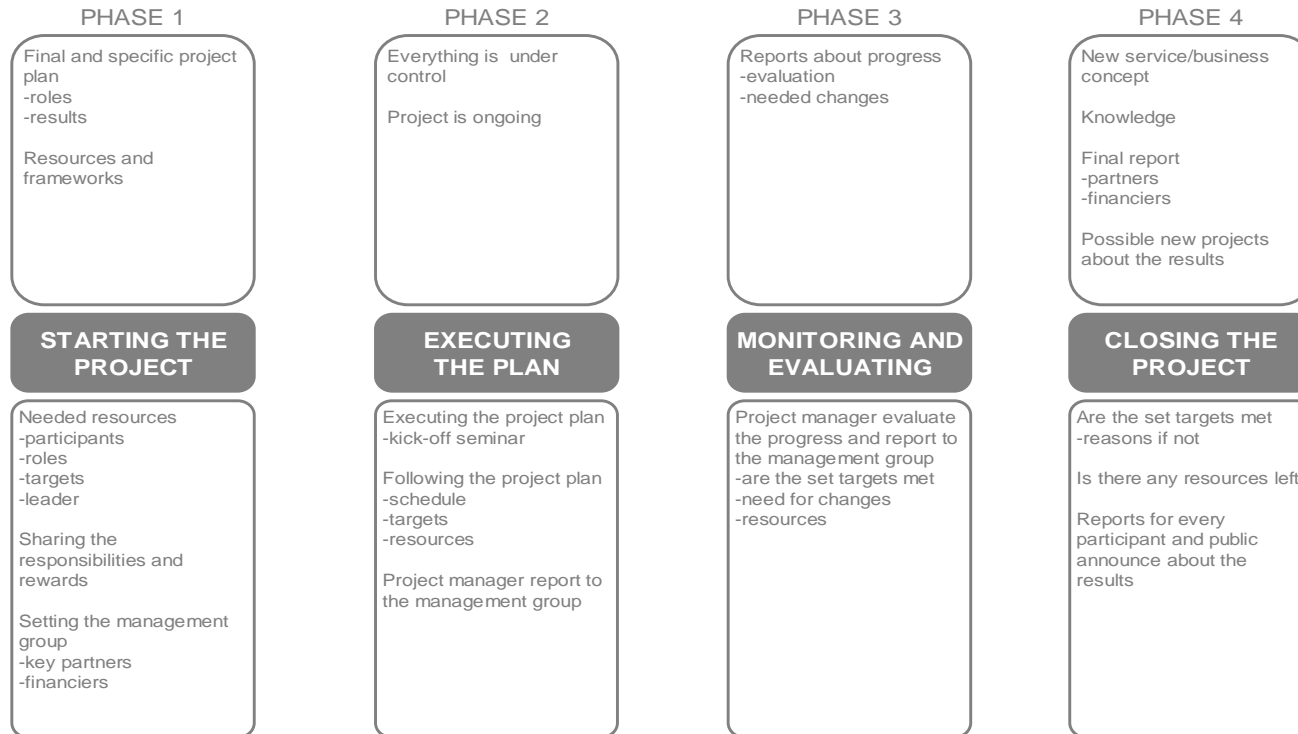 PHASE 1
Final and specific project
plan
-roles
-results
Resources and
frameworks
STARTING THE
PROJECT
Needed resources
-participants
-roles
-targets
-leader
Sharing the
responsibilities and
rewards
Setting the management
group
-key partners
-financiers
PHASE 2
Everything is under
control
Project is ongoing
EXECUTING
THE PLAN
Executing the project plan
-kick-off seminar
Following the project plan
-schedule
-targets
-resources
Project manager report to
the management group
PHASE 3
Reports about progress
-evaluation
-needed changes
MONITORING AND
EVALUATING
Project manager evaluate
the progress and report to
the management group
-are the set targets met
-need for changes
-resources
PHASE 4
New service/business
concept
Knowledge
Final report
-partners
-financiers
Possible new projects
about the results
CLOSING THE
PROJECT
Are the set targets met
-reasons if not
Is there any resources left
Reports for every
participant and public
announce about the
results